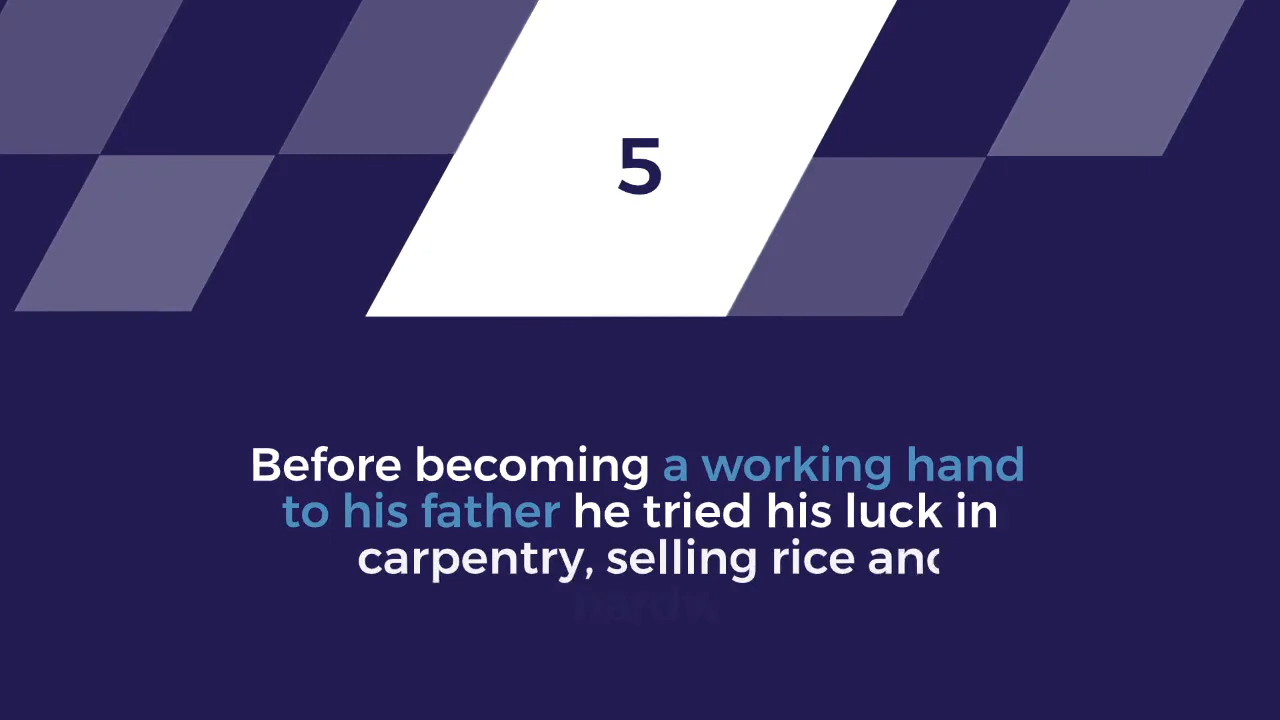 5
Before becoming a working hand
to his father he tried his luck in
carpentry, selling rice and